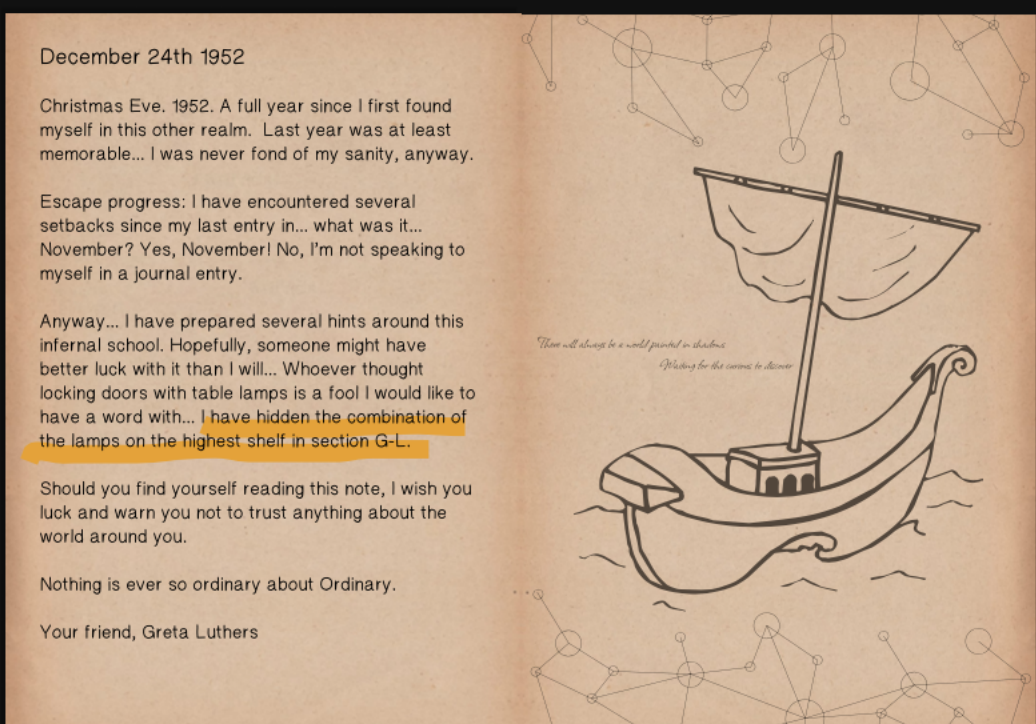 December 24th 1952
Christmas Eve. 1952. A full year since I first found
myself in this other realm.  Last year was at least
memorable... I was never fond of my sanity, anyway.
Escape progress: I have encountered several
setbacks since my last entry in... what was it...
November? Yes, November! No, I'm not speaking to
myself in a journal entry.
Anyway... I have prepared several hints around this
infernal school. Hopefully, someone might have
better luck with it than I will... Whoever thought
locking doors with table lamps is a fool I would like to
have a word with... I have hidden the combination of
the lamps on the highest shelf in section G-L.
Should you find yourself reading this note, I wish you
luck and warn you not to trust anything about the
world around you.
Nothing is ever so ordinary about Ordinary.
Your friend, Greta Luthers
There will always be a world painted in shadows
Waiting for the curious to discover